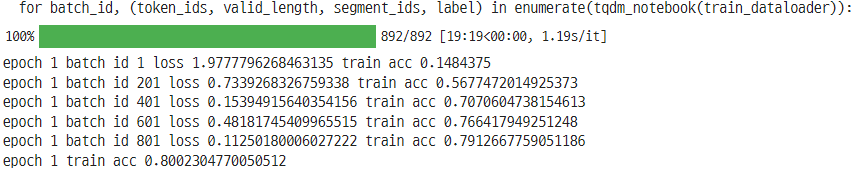 for batch_id, (token_ids, valid_length, segment_ids, label) in enumerate(tqdm_notebook(train_dataloader)):
100% 892/892 [19:19<00:00, 1.19s/it]
epoch 1 batch id 1 loss 1.9777796268463135 train acc 0.1484375
epoch 1 batch id 201 loss 0.7339268326759338 train acc 0.5677472014925373
epoch 1 batch id 401 loss 0.15394915640354156 train acc 0.7070604738154613
epoch 1 batch id 601 loss 0.48181745409965515 train acc 0.766417949251248
epoch 1 batch id 801 loss 0.11250180006027222 train acc 0.7912667759051186
epoch 1 train acc 0.8002304770050512